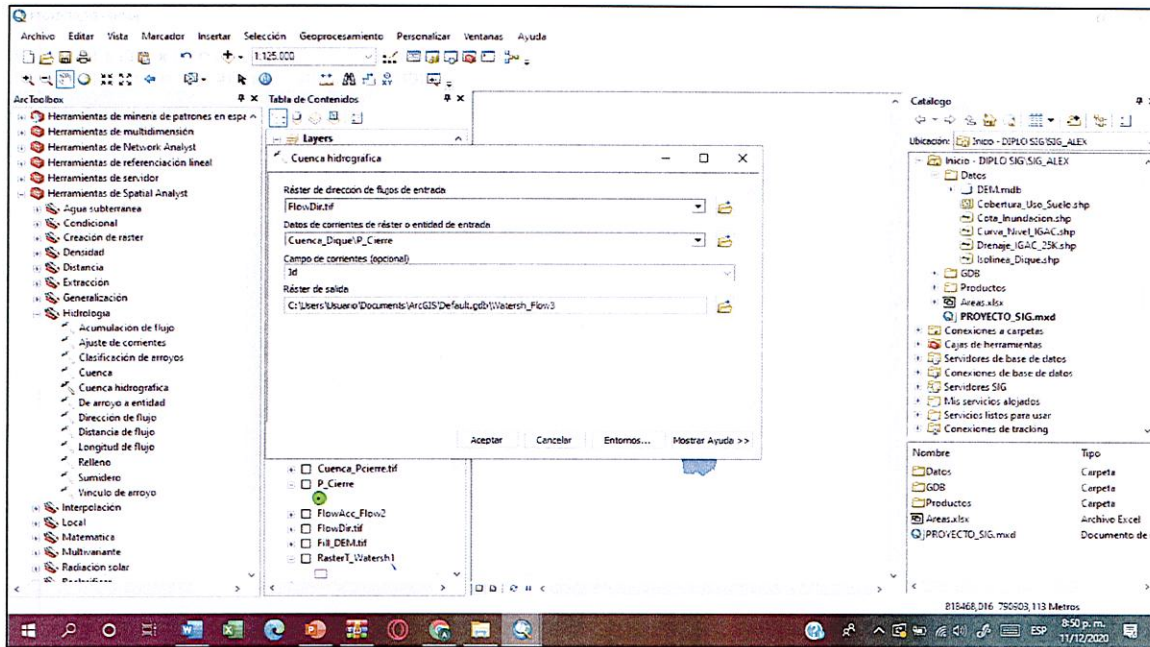 Archivo Editar Vista Marcador Insertar Selección Geoprocesamiento Personalizar Ventanas Ayuda
1:125.000
ArcToolbox
Herramientas de minería de patrones en espa
Herramientas de multidimensión
Herramientas de Network Analyst
Herramientas de referenciación lineal
Herramientas de servidor
Herramientas de Spatial Analyst
Agua subterranea
Condicional
Creación de raster
Densidad
Distancia
Extracción
Generalización
Hidrologia
Acumulación de flujo
Ajuste de corrientes
Clasificación de arroyos
Cuenca
Cuenca hidrografica
De arroyo a entidad
Dirección de flujo
Distancia de flujo
Longitud de flujo
Relleno
Sumidero
Vinculo de arroyo
Interpolación
Local
Matematica
Multivariante
Radiacion solar
Tabla de Contenidos
Layers
Cuenca hidrografica
Ráster de dirección de flujos de entrada
FlowDir.tif
Datos de corrientes de ráster o entidad de entrada
Cuenca_Dique\P_Cierre
Campo de corrientes (opcional)
Id
Ráster de salida
C:\Users\Usuario\Documents\ArcGIS\Default.gdb\Watersh_Flow3
Aceptar Cancelar Entornos... Mostrar Ayuda >>
Cuenca_Pcierre.tif
P_Cierre
FlowAcc_Flow2
FlowDir.tif
Fill_DEM.tif
RasterT_Watersh1
Catalogo
Ubicación: Inicio - DIPLO SIG\SIG_ALEX
Inicio - DIPLO SIG\SIG_ALEX
Datos
DEM.mdb
Cobertura_Uso_Suelo.shp
Cota_Inundacion.shp
Curva_Nivel_IGAC.shp
Drenaje_IGAC_25K.shp
Isolinea_Dique.shp
GDB
Productos
Areas.xlsx
PROYECTO_SIG.mxd
Conexiones a carpetas
Cajas de herramientas
Servidores de base de datos
Conexiones de base de datos
Servidores SIG
Mis servicios alojados
Servicios listos para usar
Conexiones de tracking
Nombre Tipo
Datos Carpeta
GDB Carpeta
Productos Carpeta
Areas.xlsx Archivo Excel
PROYECTO_SIG.mxd Documento de
818468,016 790903,113 Metros
ESP
8:50 p. m.
11/12/2020